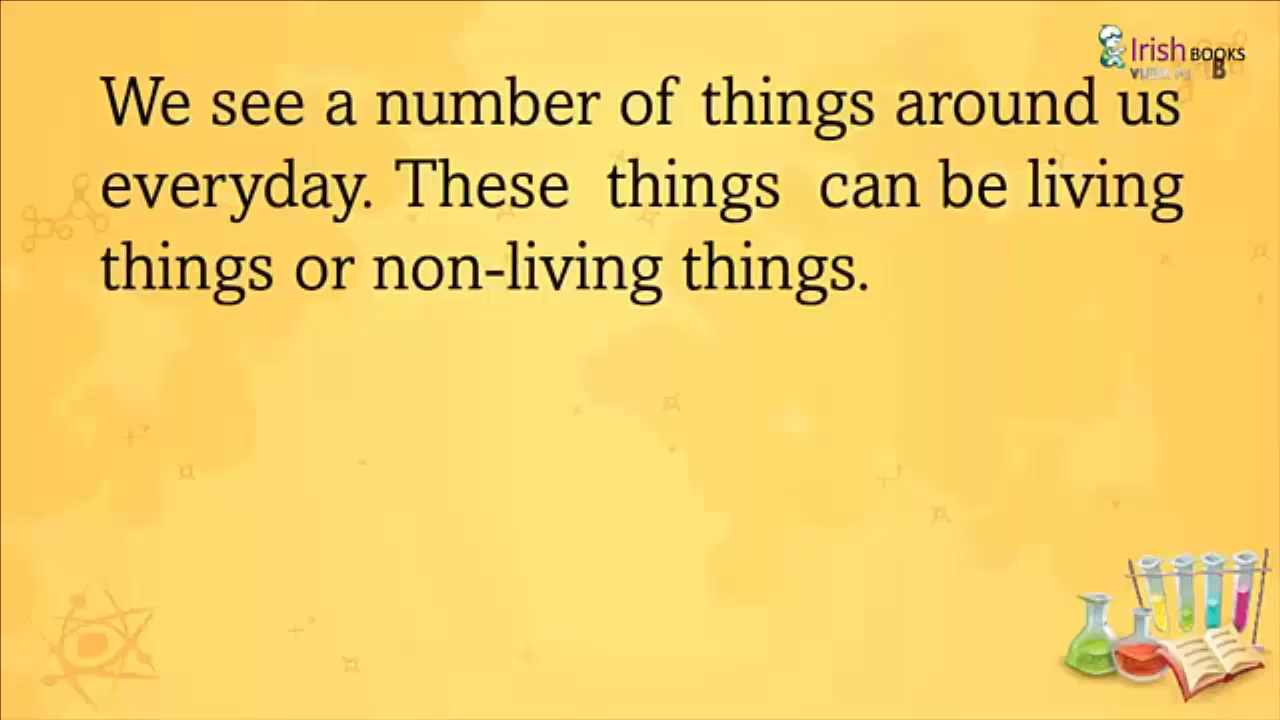 Irish BOOKS
We see a number of things around us
everyday. These things can be living
things or non-living things.